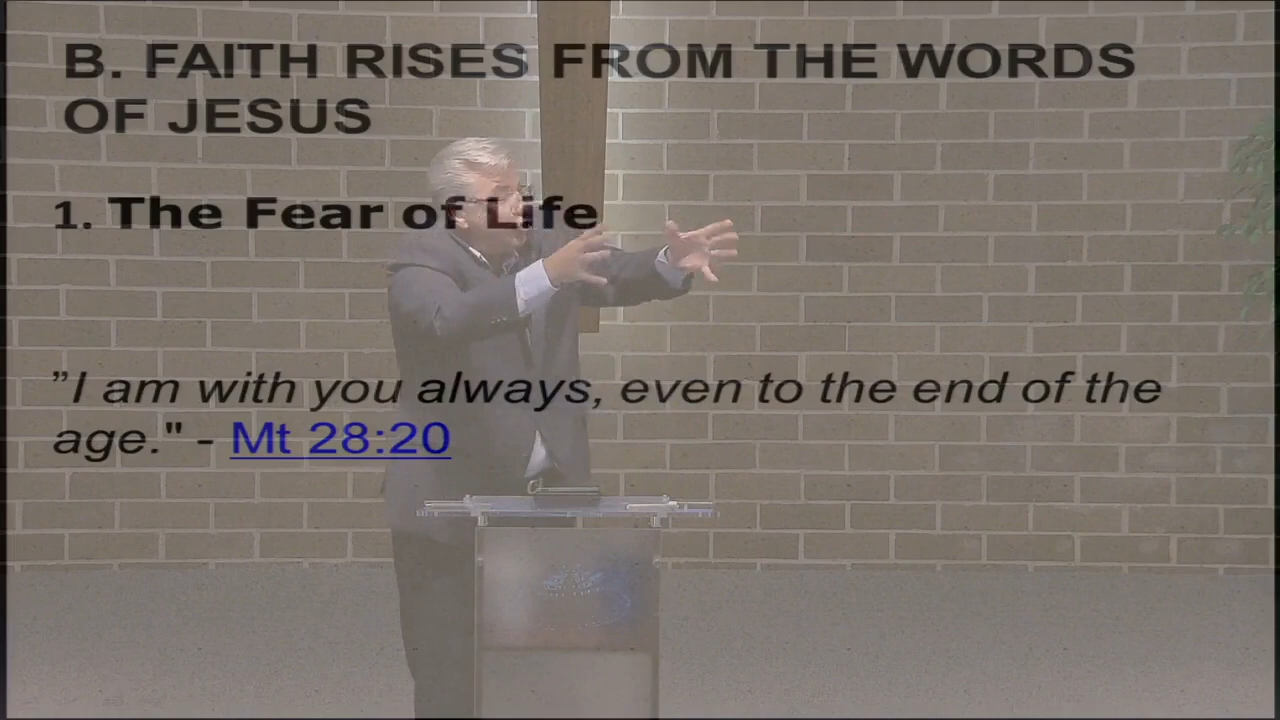 B. FAITH RISES FROM THE WORDS
OF JESUS
1. The Fear of Life
”I am with you always, even to the end of the
age." - Mt 28:20